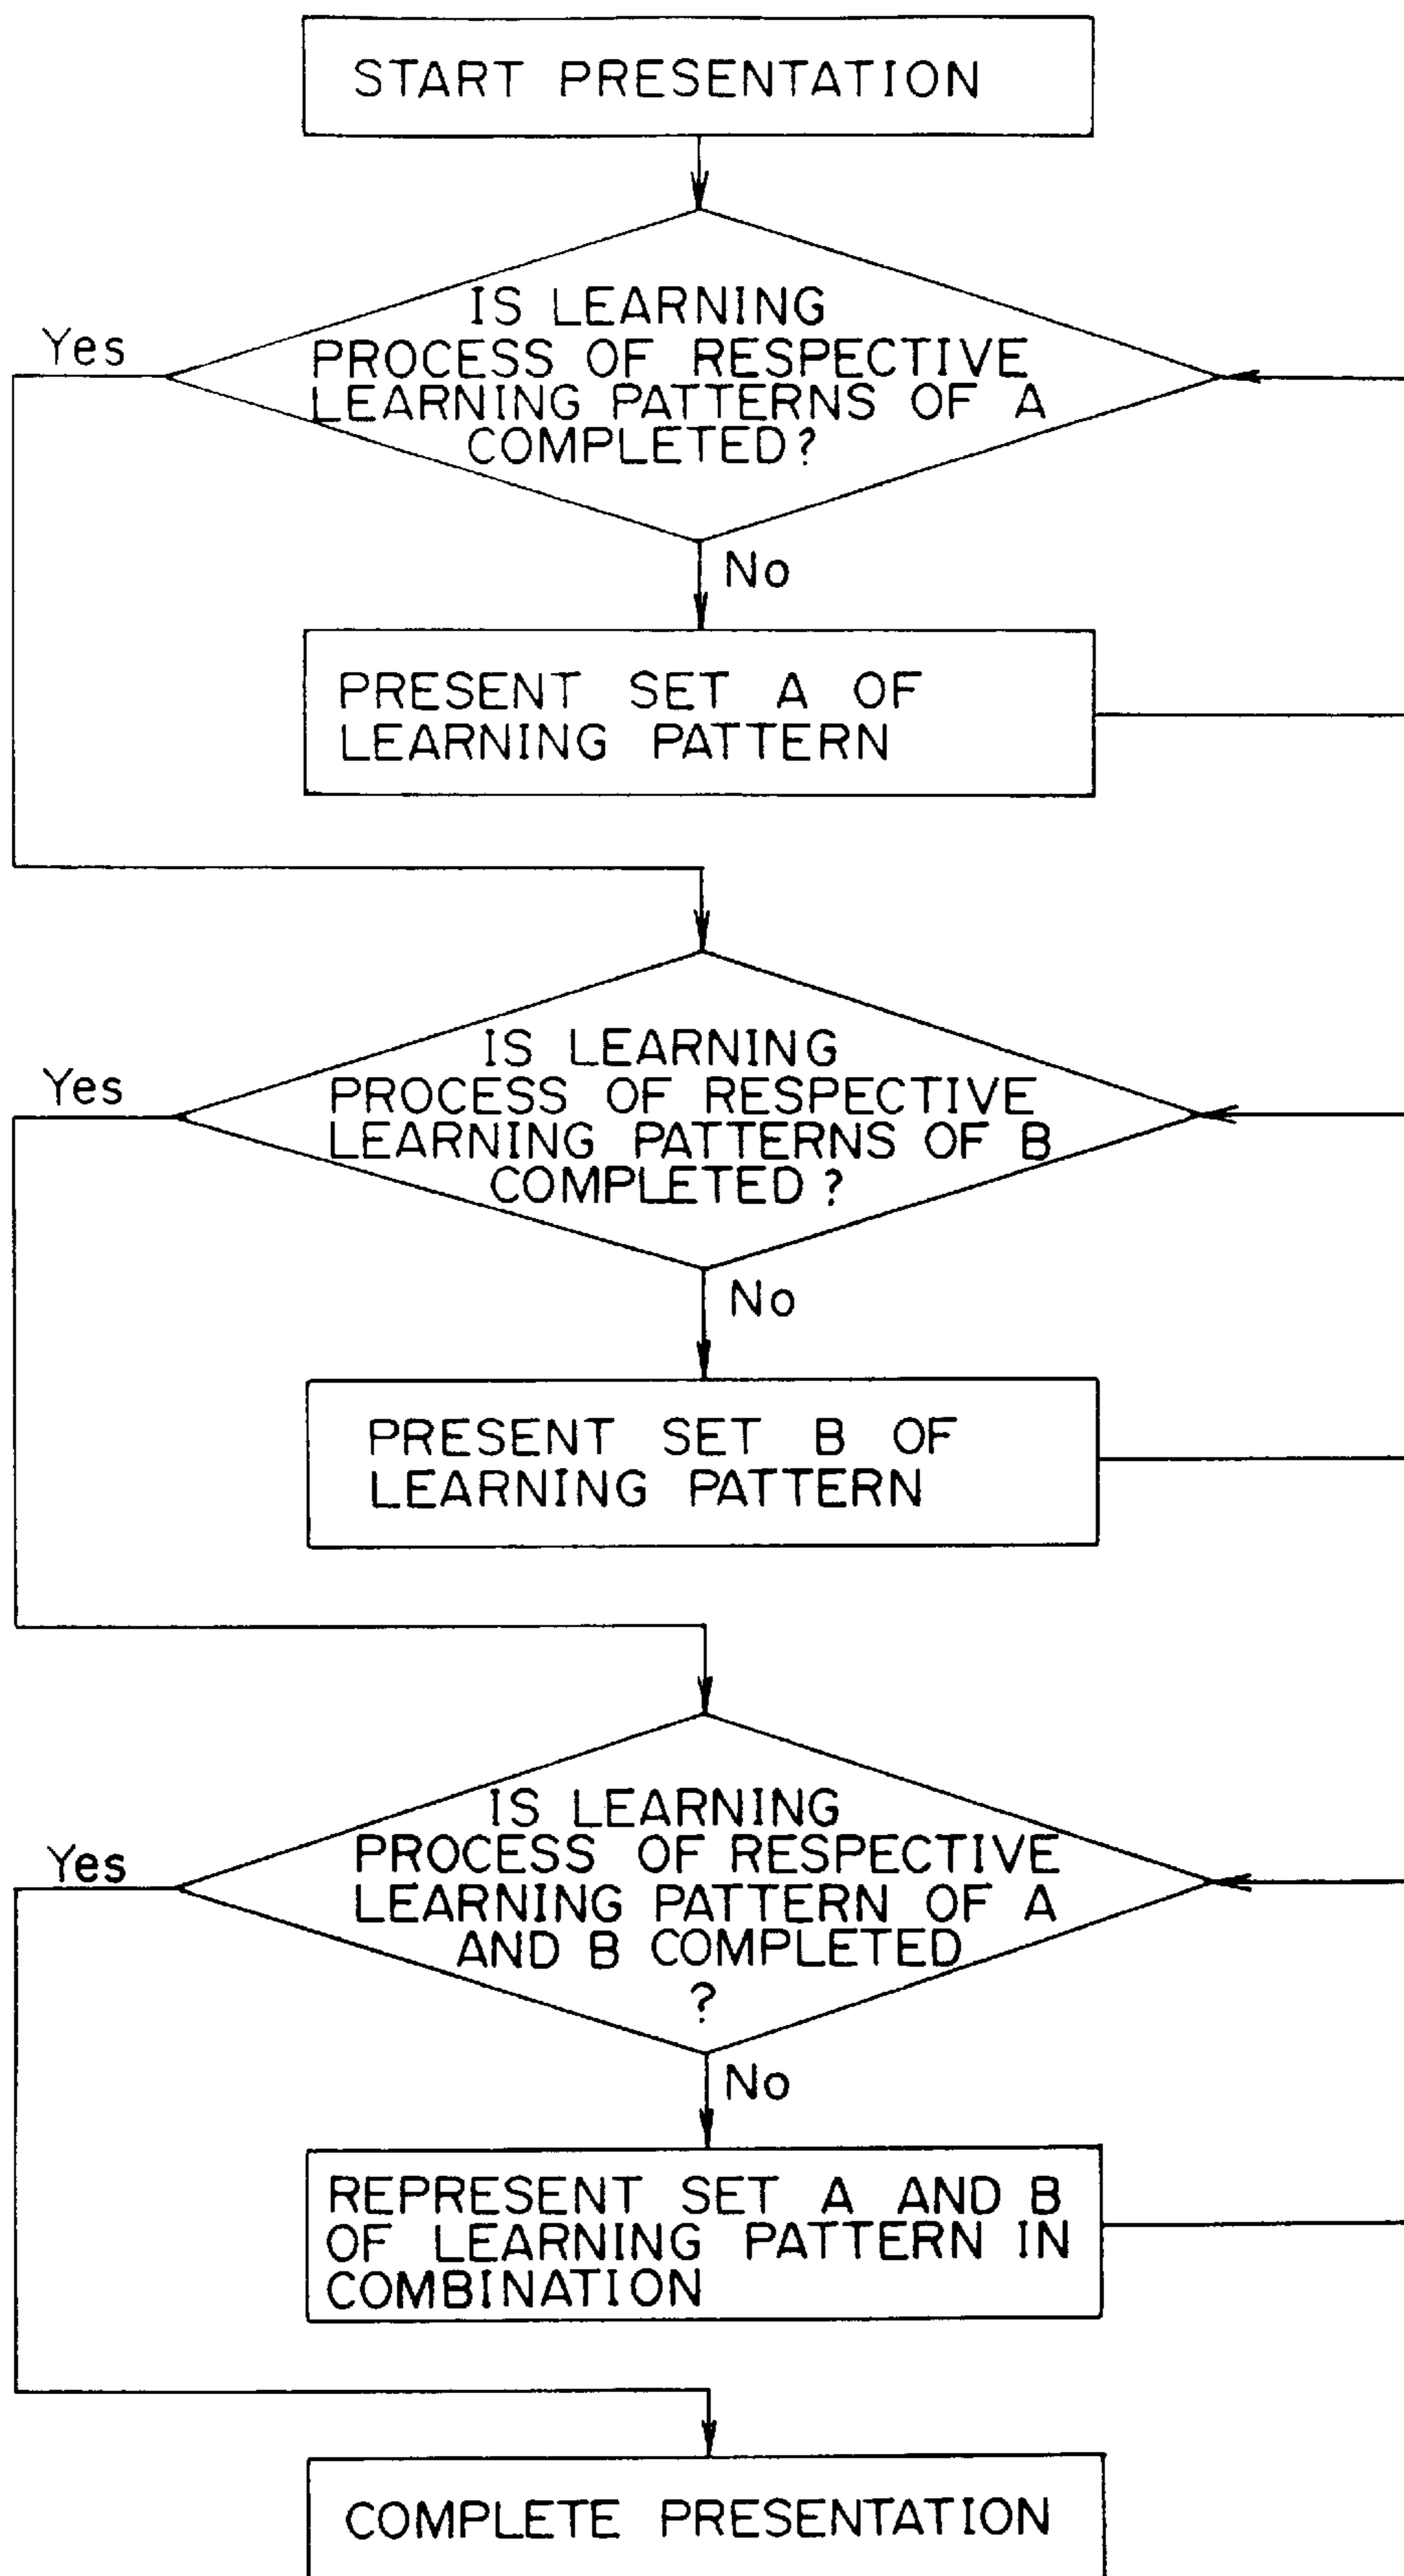 START PRESENTATION
IS LEARNING
PROCESS OF RESPECTIVE
LEARNING PATTERNS OF A
COMPLETED?
Yes
No
PRESENT SET A OF
LEARNING PATTERN
IS LEARNING
PROCESS OF RESPECTIVE
LEARNING PATTERNS OF B
COMPLETED?
Yes
No
PRESENT SET B OF
LEARNING PATTERN
IS LEARNING
PROCESS OF RESPECTIVE
LEARNING PATTERN OF A
AND B COMPLETED
?
Yes
No
REPRESENT SET A AND B
OF LEARNING PATTERN IN
COMBINATION
COMPLETE PRESENTATION